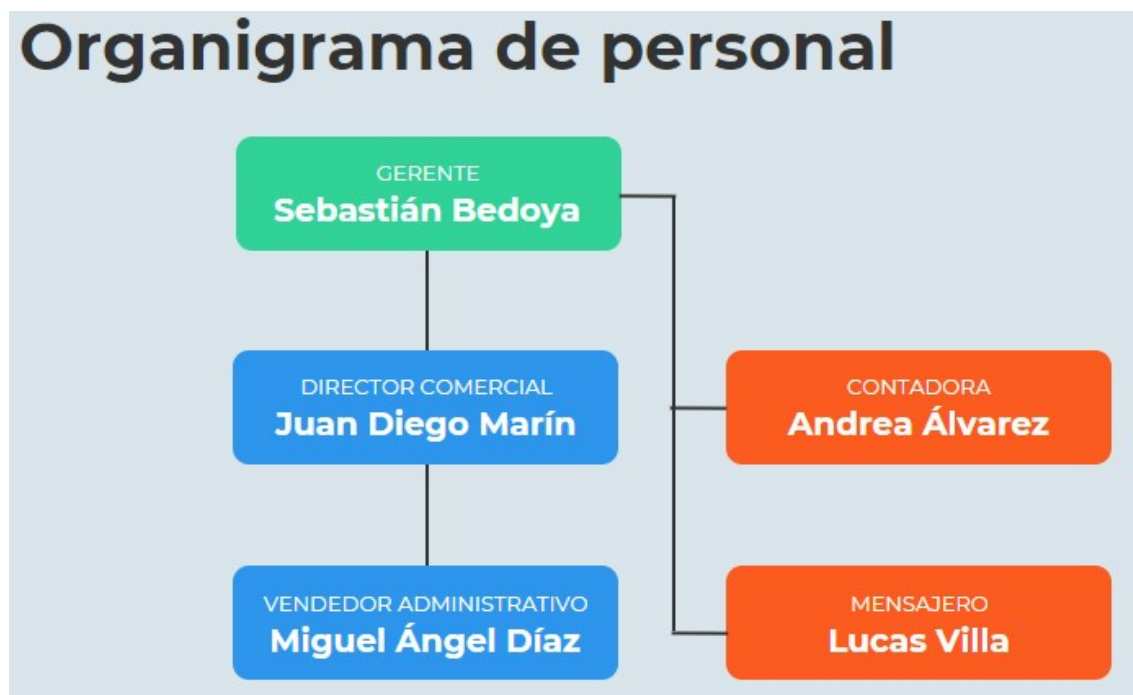 Organigrama de personal
GERENTE
Sebastián Bedoya
DIRECTOR COMERCIAL
Juan Diego Marín
CONTADORA
Andrea Álvarez
VENDEDOR ADMINISTRATIVO
Miguel Ángel Díaz
MENSAJERO
Lucas Villa